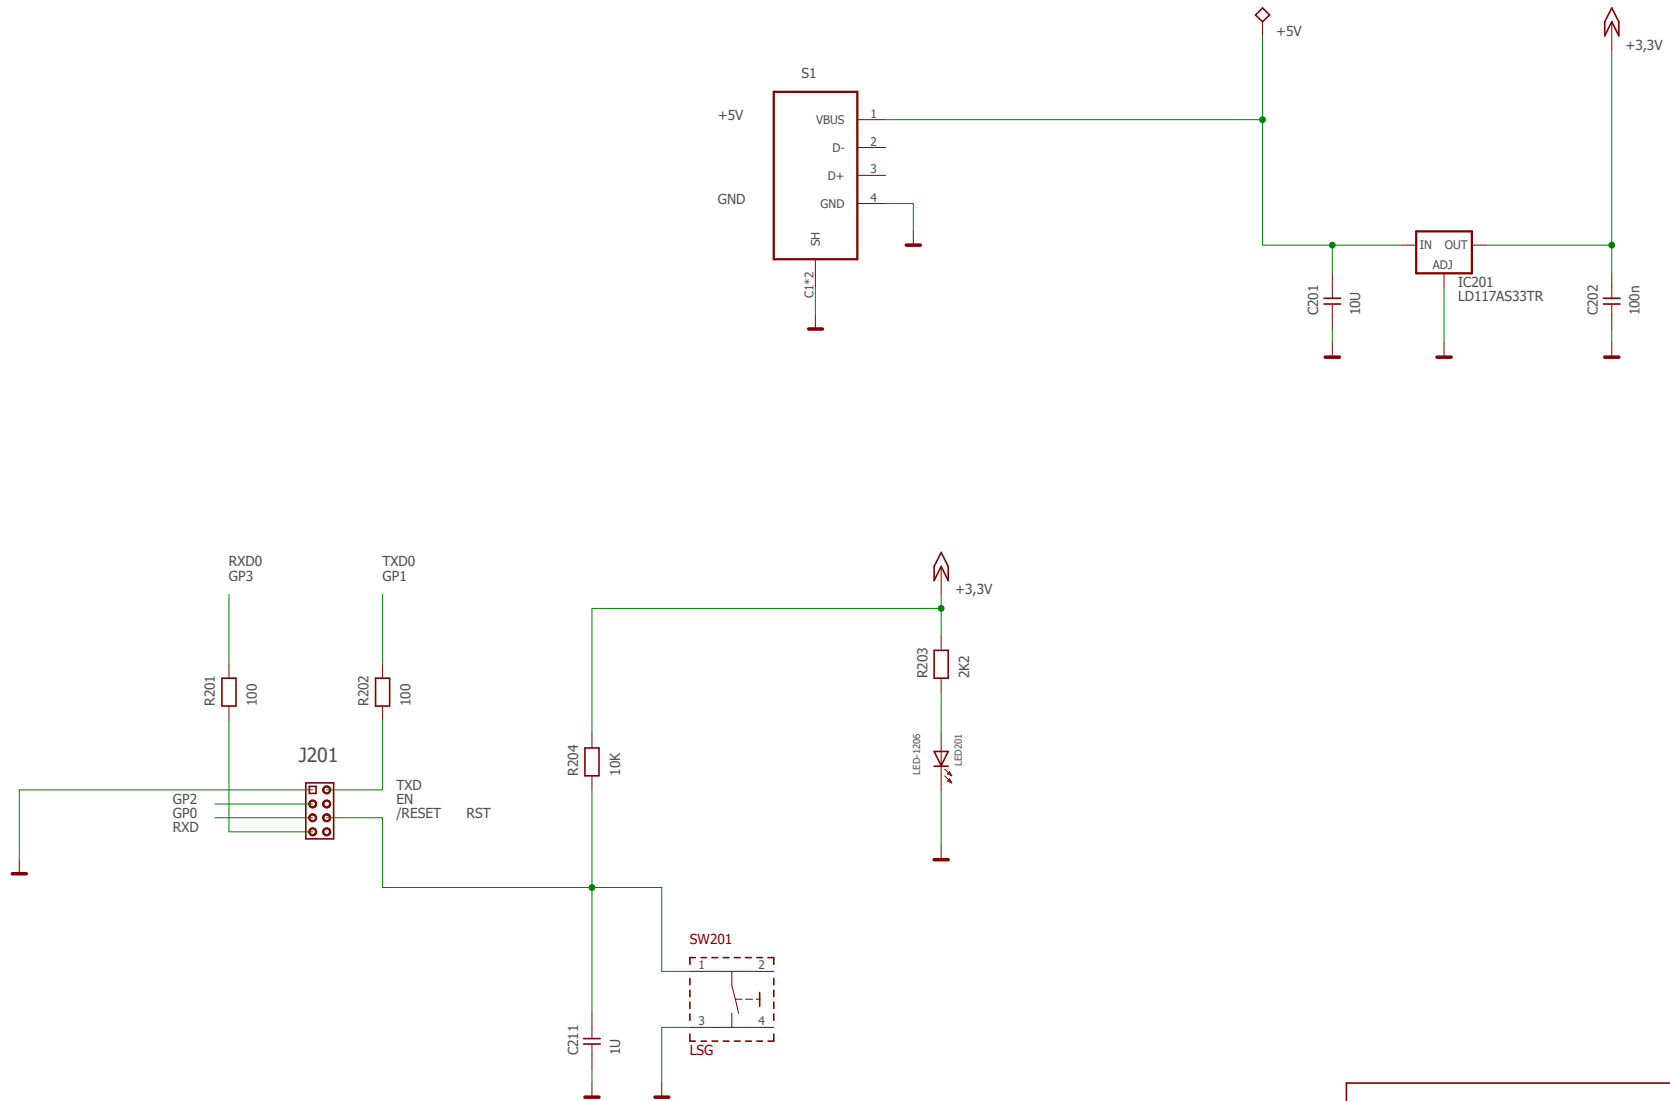 +5V
+3,3V
S1
+5V
VBUS
1
D-
2
D+
3
GND
GND
4
SH
C1*2
IN OUT
ADJ
IC201
LD117AS33TR
C201
10U
C202
100n
RXD0
GP3
TXD0
GP1
+3,3V
R201
100
R202
100
R203
2K2
R204
10K
LED-1206
LED201
J201
TXD
EN
/RESET RST
GP2
GP0
RXD
SW201
1 2
3 4
LSG
C211
1U